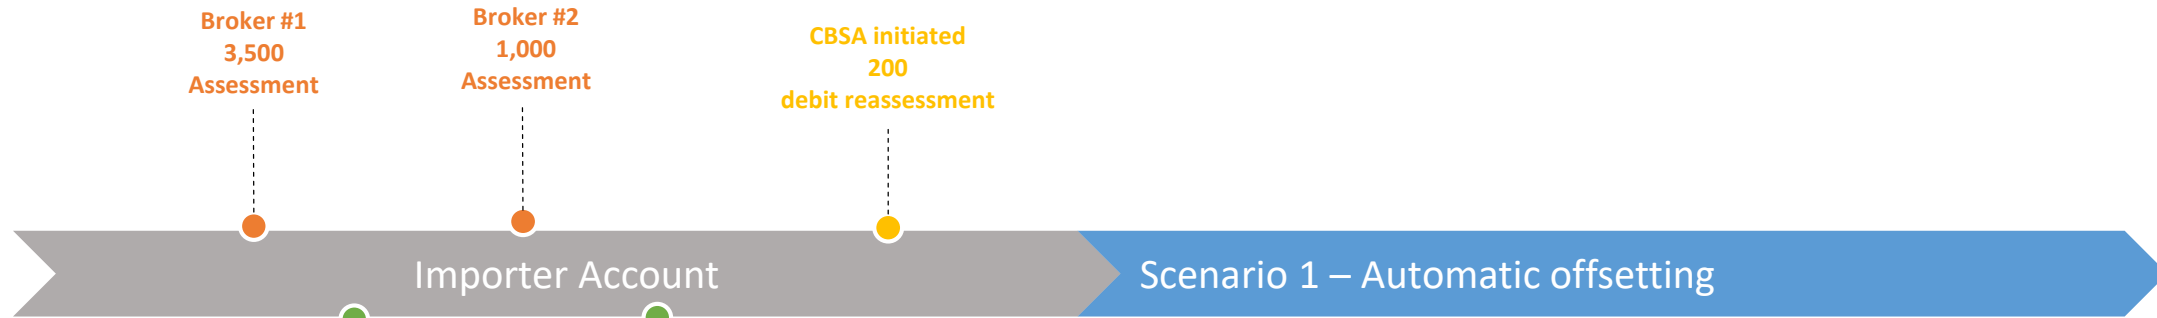 Broker #1
3,500
Assessment
Broker #2
1,000
Assessment
CBSA initiated
200
debit reassessment
Importer Account
Scenario 1 – Automatic offsetting